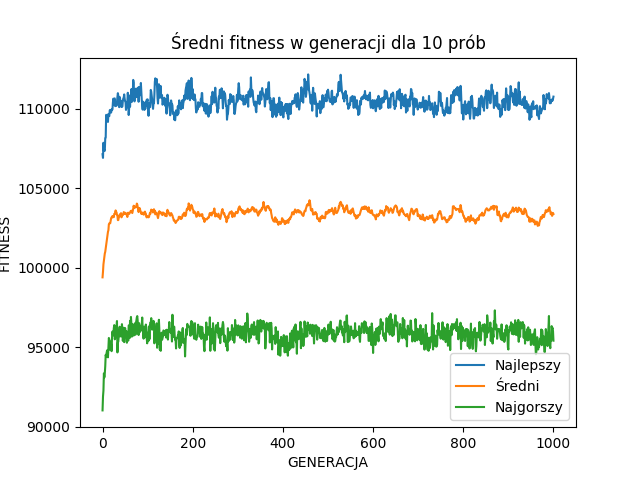 Średni fitness w generacji dla 10 prób
110000
105000
100000
95000
90000
FITNESS
0
200
400
600
800
1000
GENERACJA
Najlepszy
Średni
Najgorszy